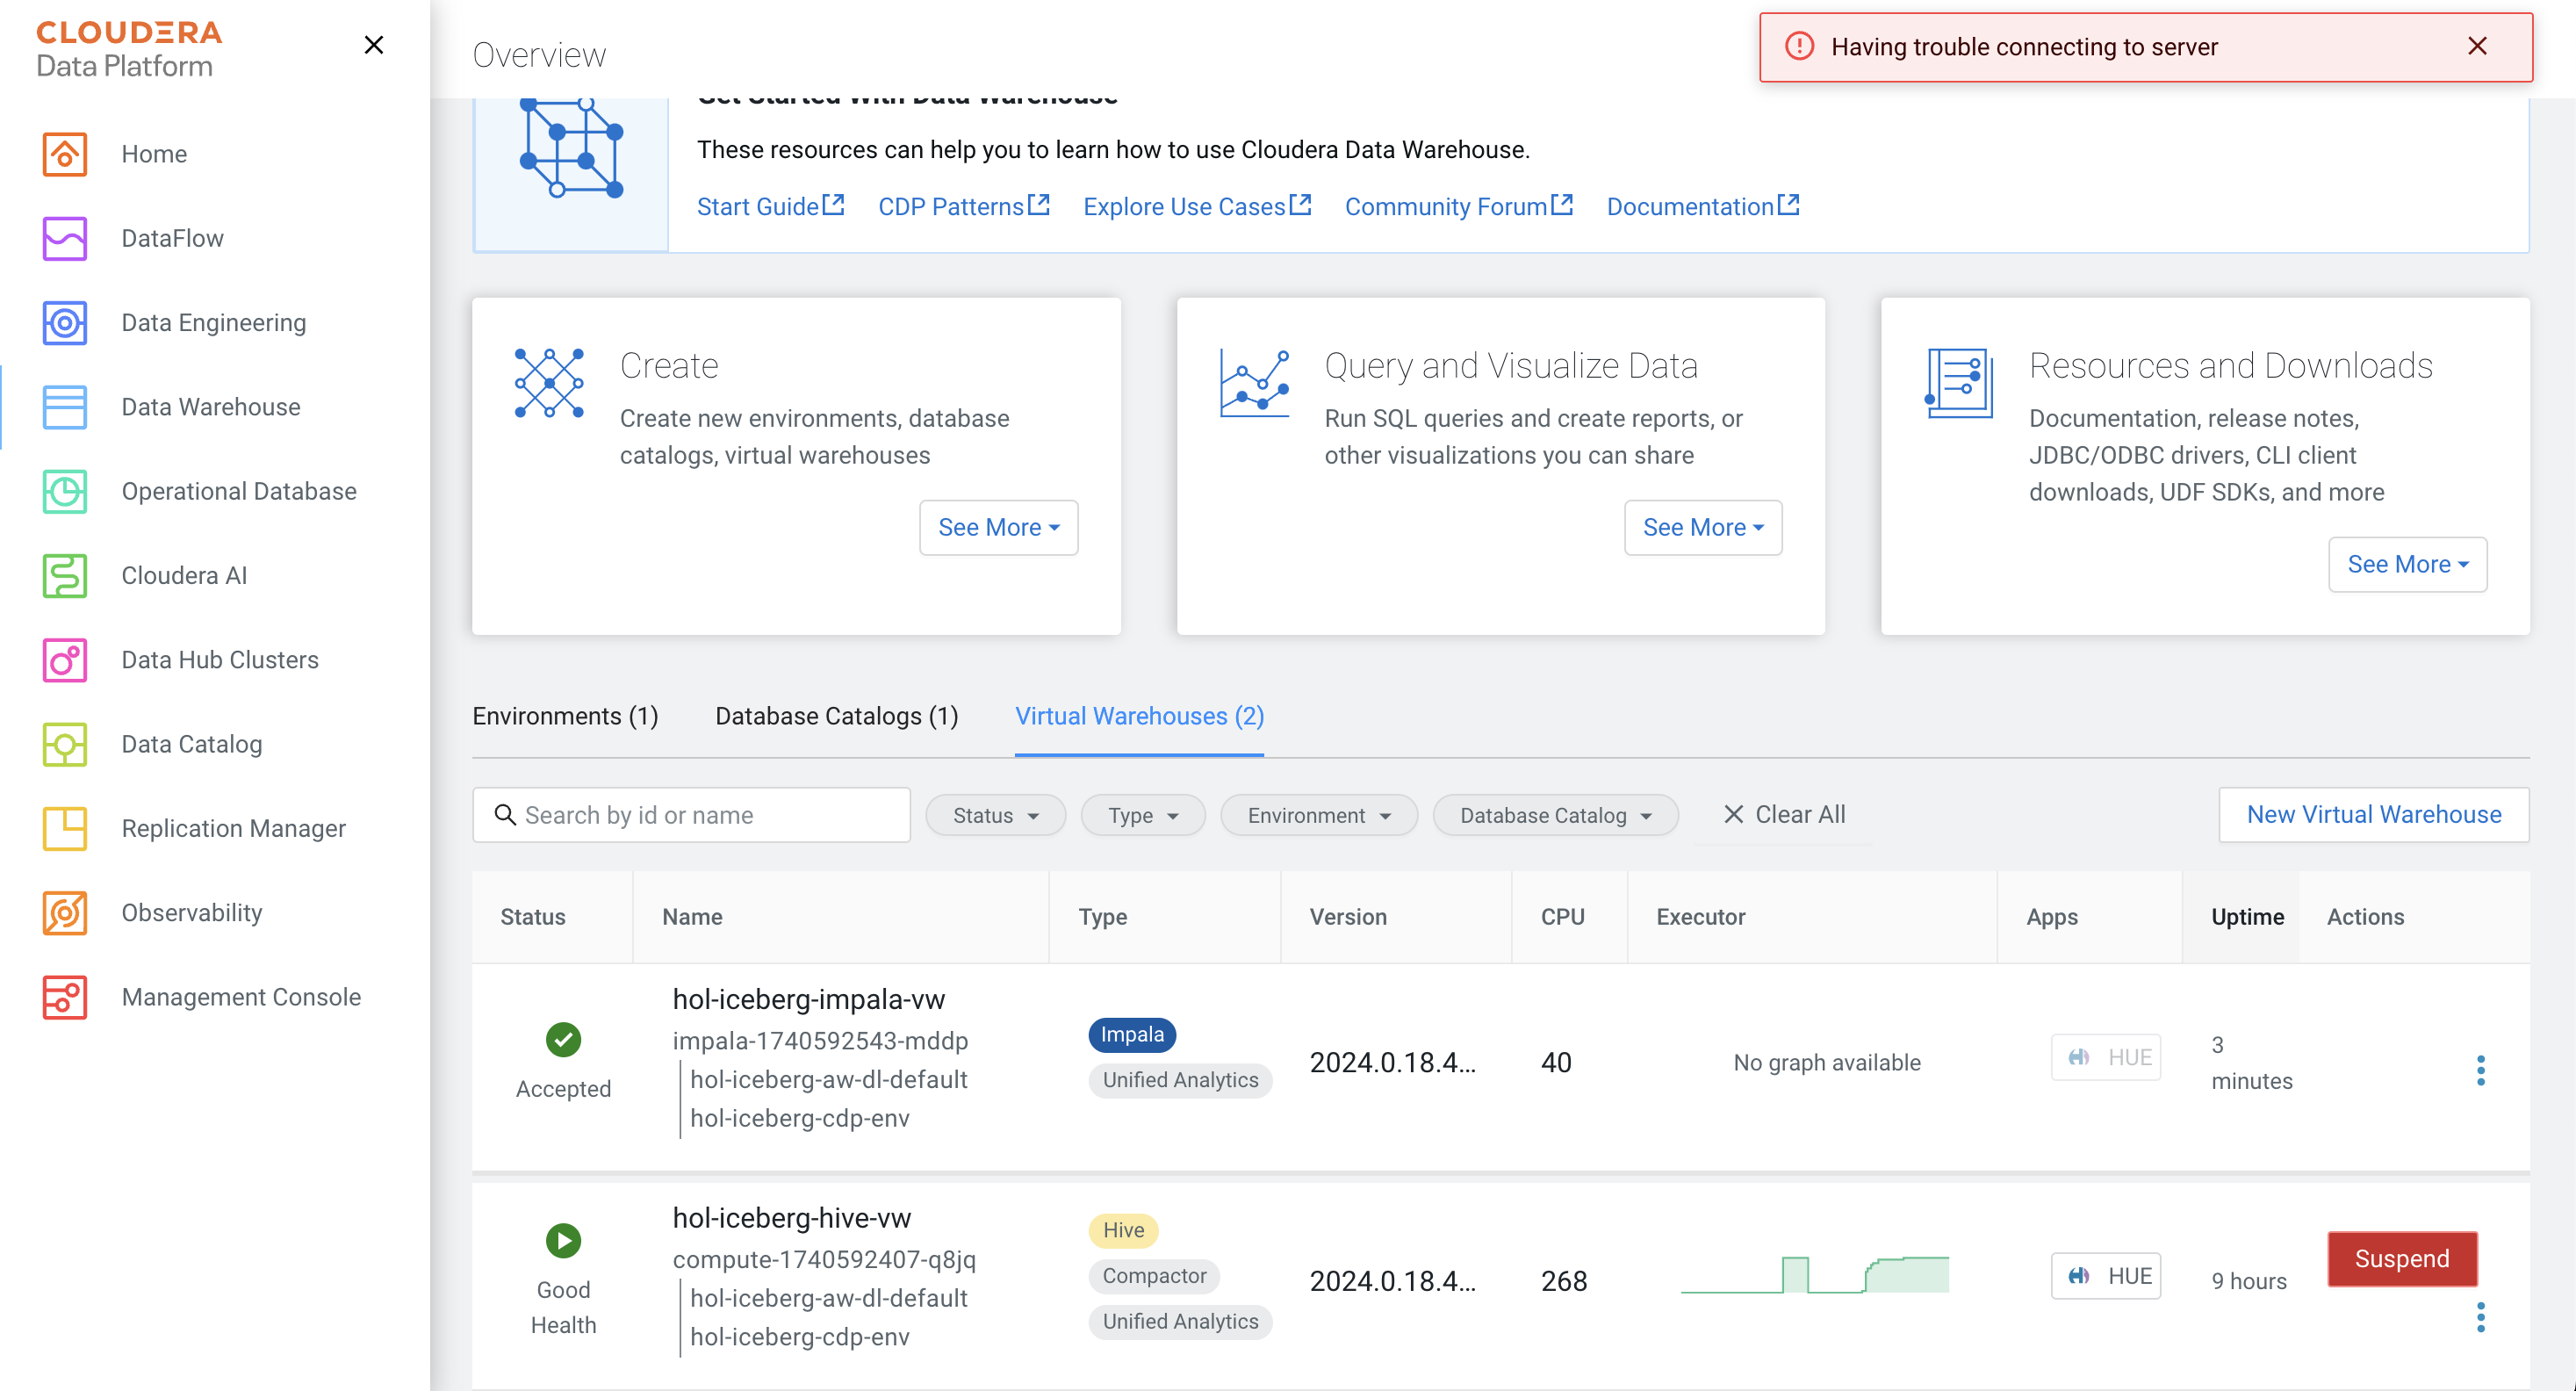 CLOUDERA
Data Platform
Home
DataFlow
Data Engineering
Data Warehouse
Operational Database
Cloudera AI
Data Hub Clusters
Data Catalog
Replication Manager
Observability
Management Console
Overview
Having trouble connecting to server
Get Started With Data Warehouse
These resources can help you to learn how to use Cloudera Data Warehouse.
Start Guide CDP Patterns Explore Use Cases Community Forum Documentation
Create
Create new environments, database
catalogs, virtual warehouses
See More
Query and Visualize Data
Run SQL queries and create reports, or
other visualizations you can share
See More
Resources and Downloads
Documentation, release notes,
JDBC/ODBC drivers, CLI client
downloads, UDF SDKs, and more
See More
Environments (1) Database Catalogs (1) Virtual Warehouses (2)
Search by id or name Status Type Environment Database Catalog Clear All New Virtual Warehouse
Status Name Type Version CPU Executor Apps Uptime Actions
Accepted
hol-iceberg-impala-vw
impala-1740592543-mddp
hol-iceberg-aw-dl-default
hol-iceberg-cdp-env
Impala
Unified Analytics
2024.0.18.4...
40
No graph available
HUE
3
minutes
Good
Health
hol-iceberg-hive-vw
compute-1740592407-q8jq
hol-iceberg-aw-dl-default
hol-iceberg-cdp-env
Hive
Compactor
Unified Analytics
2024.0.18.4...
268
HUE
9 hours
Suspend